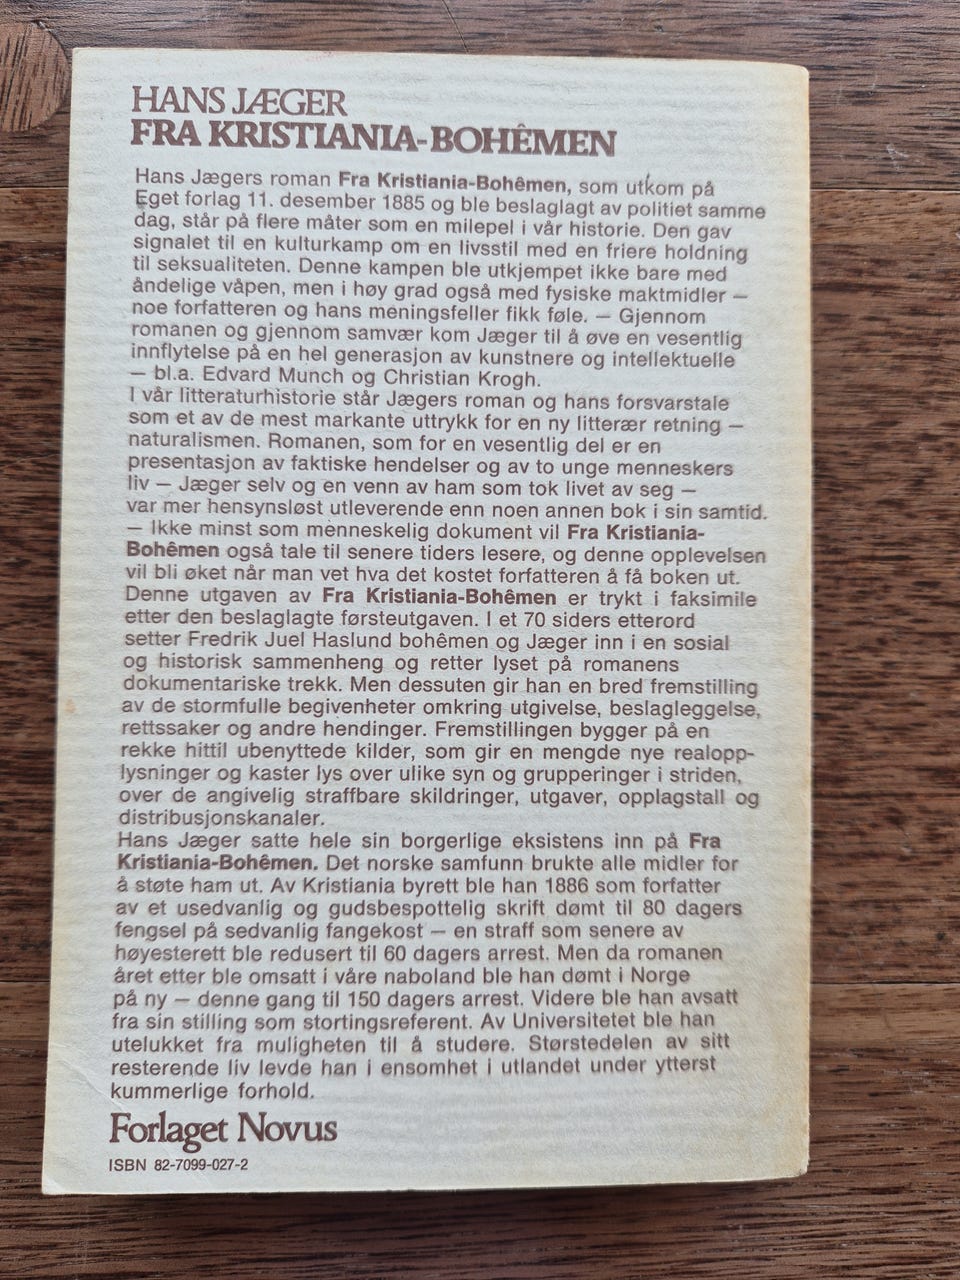 HANS JÆGER
FRA KRISTIANIA-BOHÊMEN
Hans Jægers roman Fra Kristiania-Bohêmen, som utkom på
Eget forlag 11. desember 1885 og ble beslaglagt av politiet samme
dag, står på flere måter som en milepel i vår historie. Den gav
signalet til en kulturkamp om en livsstil med en friere holdning
til seksualiteten. Denne kampen ble utkjempet ikke bare med
åndelige våpen, men i høy grad også med fysiske maktmidler —
noe forfatteren og hans meningsfeller fikk føle. — Gjennom
romanen og gjennom samvær kom Jæger til å øve en vesentlig
innflytelse på en hel generasjon av kunstnere og intellektuelle
— bl.a. Edvard Munch og Christian Krogh.
I vår litteraturhistorie står Jægers roman og hans forsvarstale
som et av de mest markante uttrykk for en ny litterær retning —
naturalismen. Romanen, som for en vesentlig del er en
presentasjon av faktiske hendelser og av to unge menneskers
liv — Jæger selv og en venn av ham som tok livet av seg —
var mer hensynsløst utleverende enn noen annen bok i sin samtid.
— Ikke minst som menneskelig dokument vil Fra Kristiania-
Bohêmen også tale til senere tiders lesere, og denne opplevelsen
vil bli øket når man vet hva det kostet forfatteren å få boken ut.
Denne utgaven av Fra Kristiania-Bohêmen er trykt i faksimile
etter den beslaglagte førsteutgaven. I et 70 siders etterord
setter Fredrik Juel Haslund bohêmen og Jæger inn i en sosial
og historisk sammenheng og retter lyset på romanens
dokumentariske trekk. Men dessuten gir han en bred fremstilling
av de stormfulle begivenheter omkring utgivelse, beslagleggelse,
rettssaker og andre hendinger. Fremstillingen bygger på en
rekke hittil ubenyttede kilder, som gir en mengde nye realopp-
lysninger og kaster lys over ulike syn og grupperinger i striden,
over de angivelig straffbare skildringer, utgaver, opplagstall og
distribusjonskanaler.
Hans Jæger satte hele sin borgerlige eksistens inn på Fra
Kristiania-Bohêmen. Det norske samfunn brukte alle midler for
å støte ham ut. Av Kristiania byrett ble han 1886 som forfatter
av et usedvanlig og gudsbespottelig skrift dømt til 80 dagers
fengsel på sedvanlig fangekost — en straff som senere av
høyesterett ble redusert til 60 dagers arrest. Men da romanen
året etter ble omsatt i våre naboland ble han dømt i Norge
på ny — denne gang til 150 dagers arrest. Videre ble han avsatt
fra sin stilling som stortingsreferent. Av Universitetet ble han
utelukket fra muligheten til å studere. Størstedelen av sitt
resterende liv levde han i ensomhet i utlandet under ytterst
kummerlige forhold.
Forlaget Novus
ISBN 82-7099-027-2